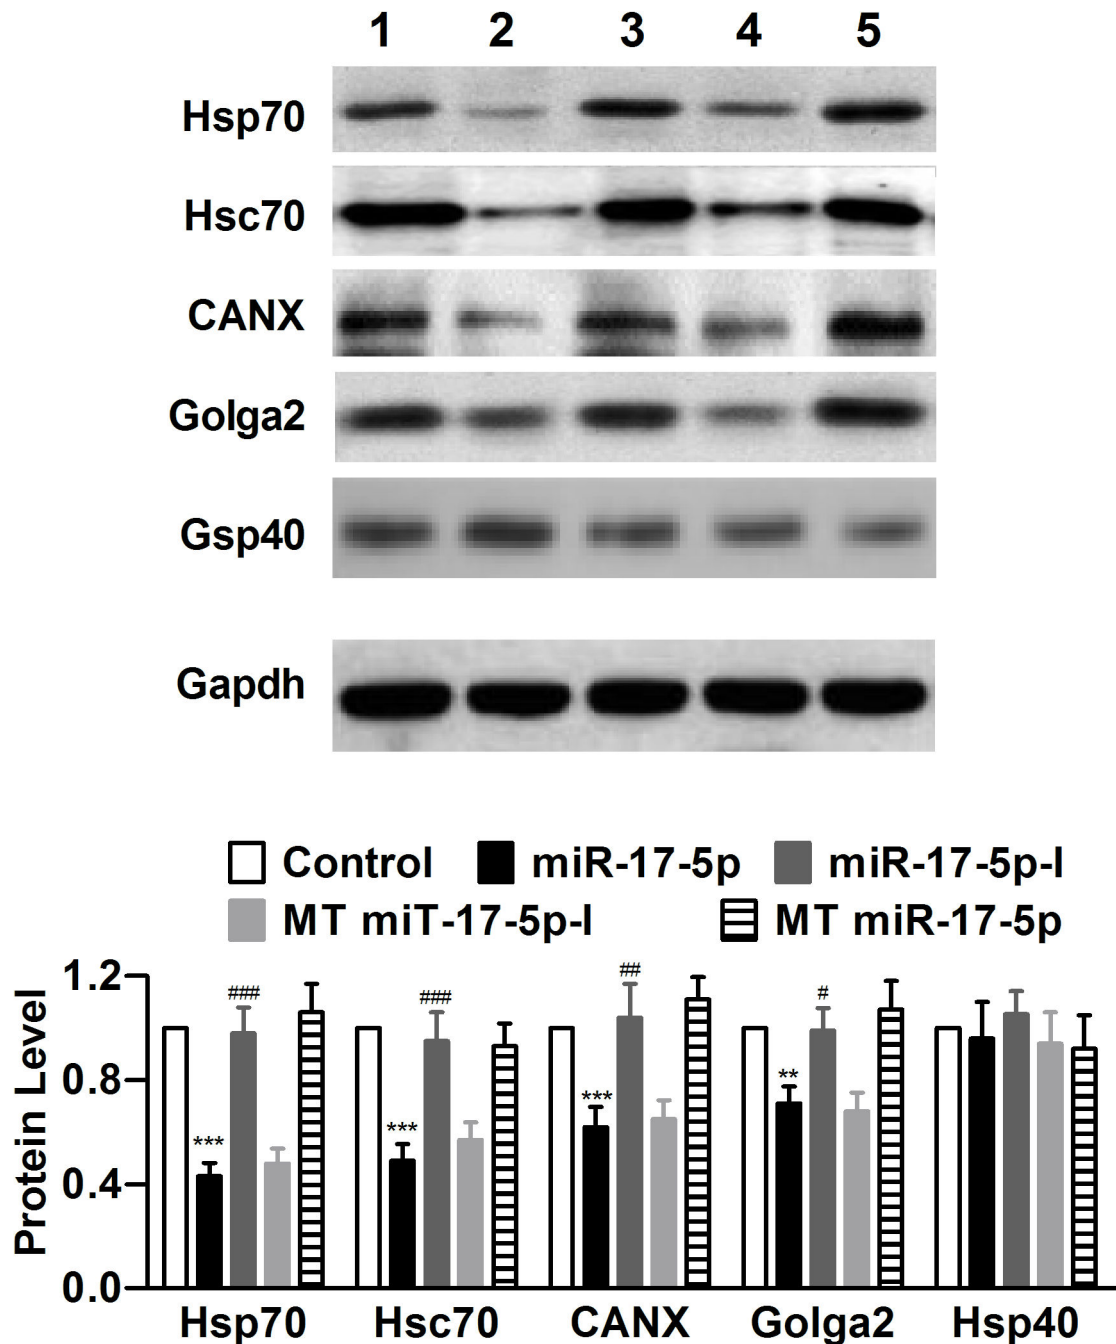 1 2 3 4 5
Hsp70
Hsc70
CANX
Golga2
Gsp40
Gapdh
Control miR-17-5p miR-17-5p-I
MT miT-17-5p-I MT miR-17-5p
Protein Level
1.2
0.8
0.4
0.0
*** ###
*** ###
*** ##
** #
Hsp70 Hsc70 CANX Golga2 Hsp40